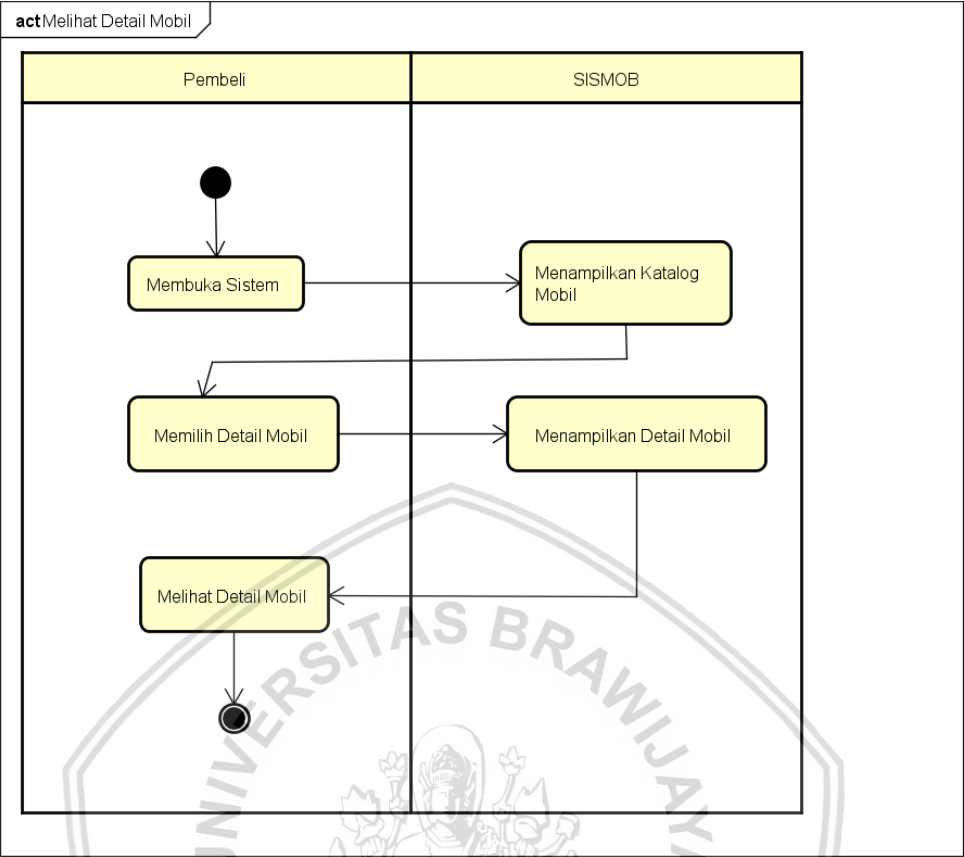 act Melihat Detail Mobil
Pembeli
SISMOB
Membuka Sistem
Menampilkan Katalog
Mobil
Memilih Detail Mobil
Menampilkan Detail Mobil
Melihat Detail Mobil
UNIVERSITAS BRAWIJAYA